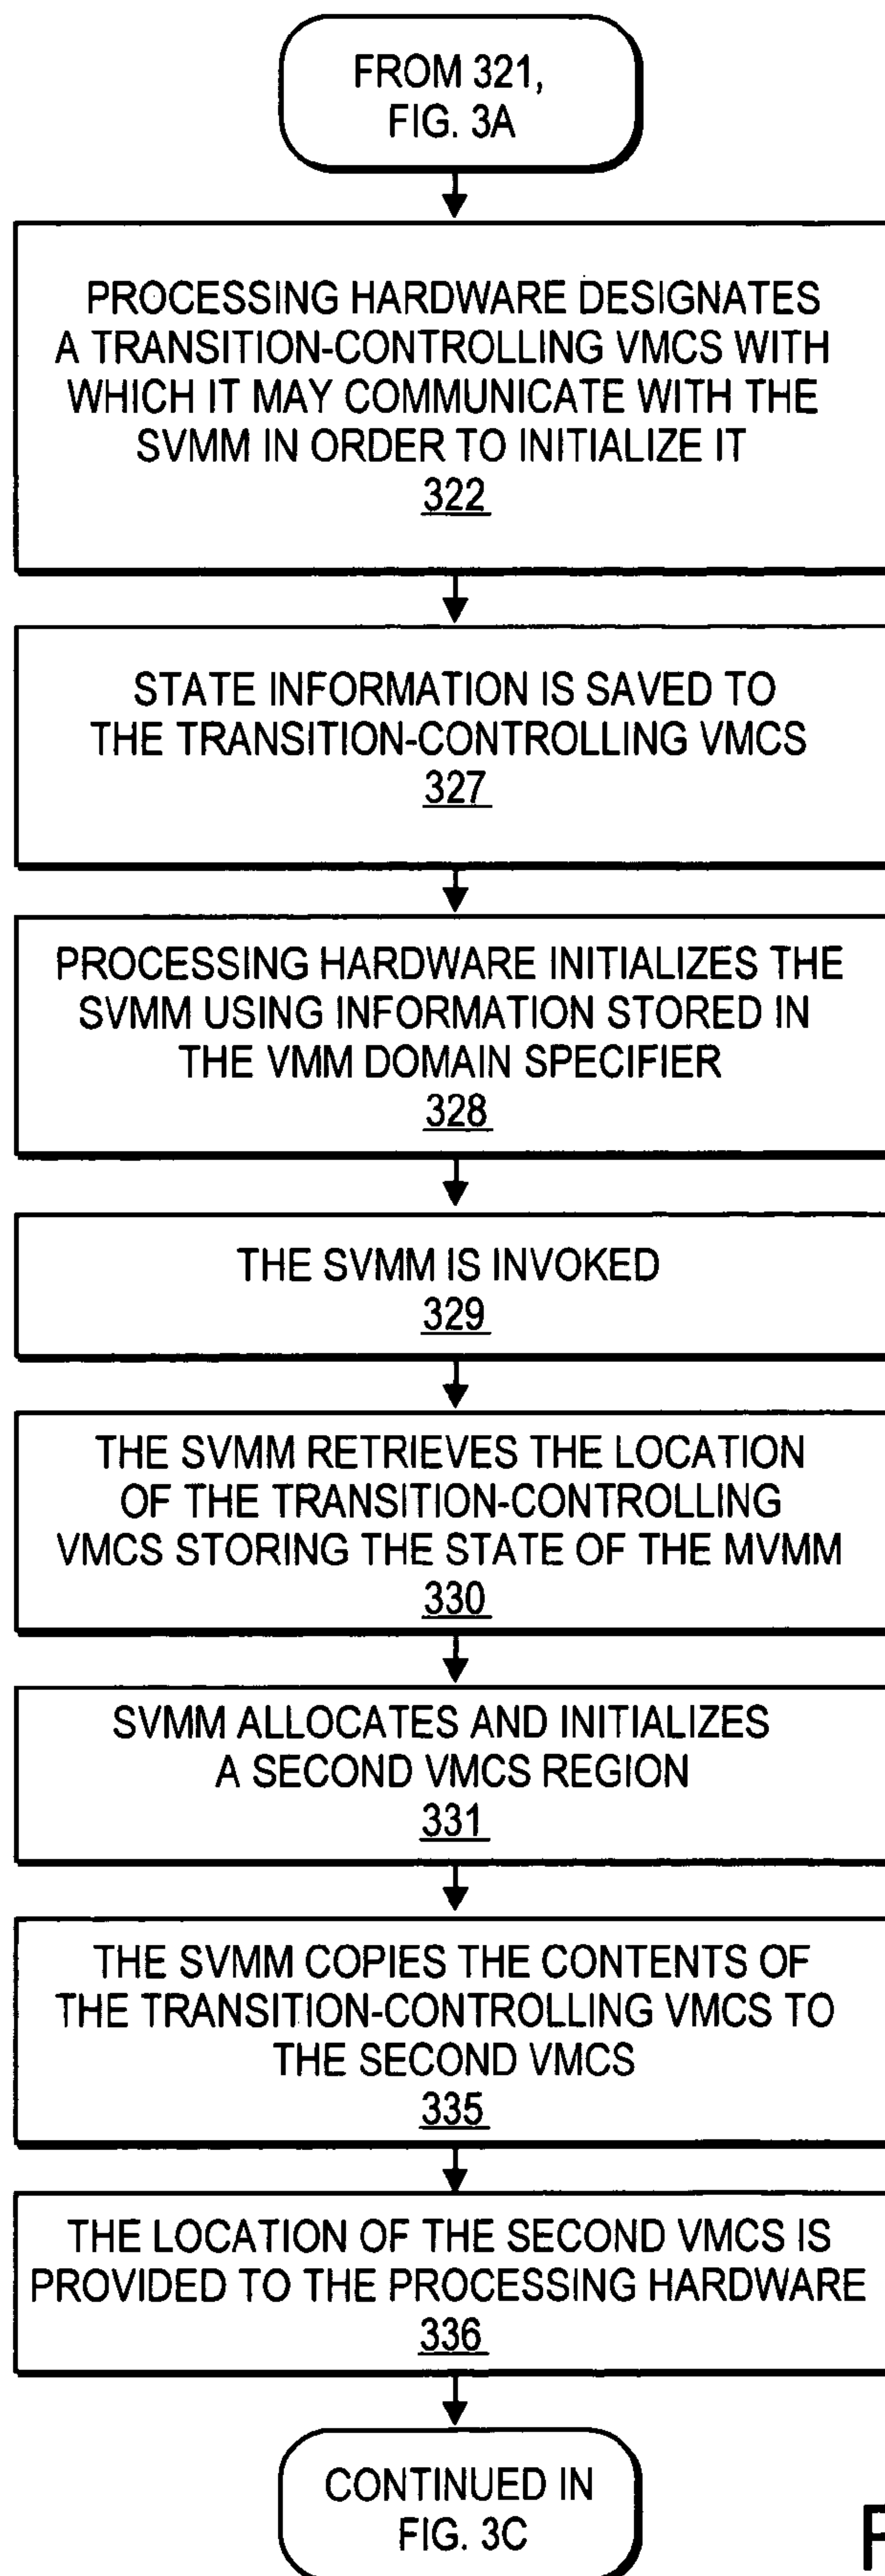 FROM 321,
FIG. 3A
PROCESSING HARDWARE DESIGNATES
A TRANSITION-CONTROLLING VMCS WITH
WHICH IT MAY COMMUNICATE WITH THE
SVMM IN ORDER TO INITIALIZE IT
322
STATE INFORMATION IS SAVED TO
THE TRANSITION-CONTROLLING VMCS
327
PROCESSING HARDWARE INITIALIZES THE
SVMM USING INFORMATION STORED IN
THE VMM DOMAIN SPECIFIER
328
THE SVMM IS INVOKED
329
THE SVMM RETRIEVES THE LOCATION
OF THE TRANSITION-CONTROLLING
VMCS STORING THE STATE OF THE MVMM
330
SVMM ALLOCATES AND INITIALIZES
A SECOND VMCS REGION
331
THE SVMM COPIES THE CONTENTS OF
THE TRANSITION-CONTROLLING VMCS TO
THE SECOND VMCS
335
THE LOCATION OF THE SECOND VMCS IS
PROVIDED TO THE PROCESSING HARDWARE
336
CONTINUED IN
FIG. 3C